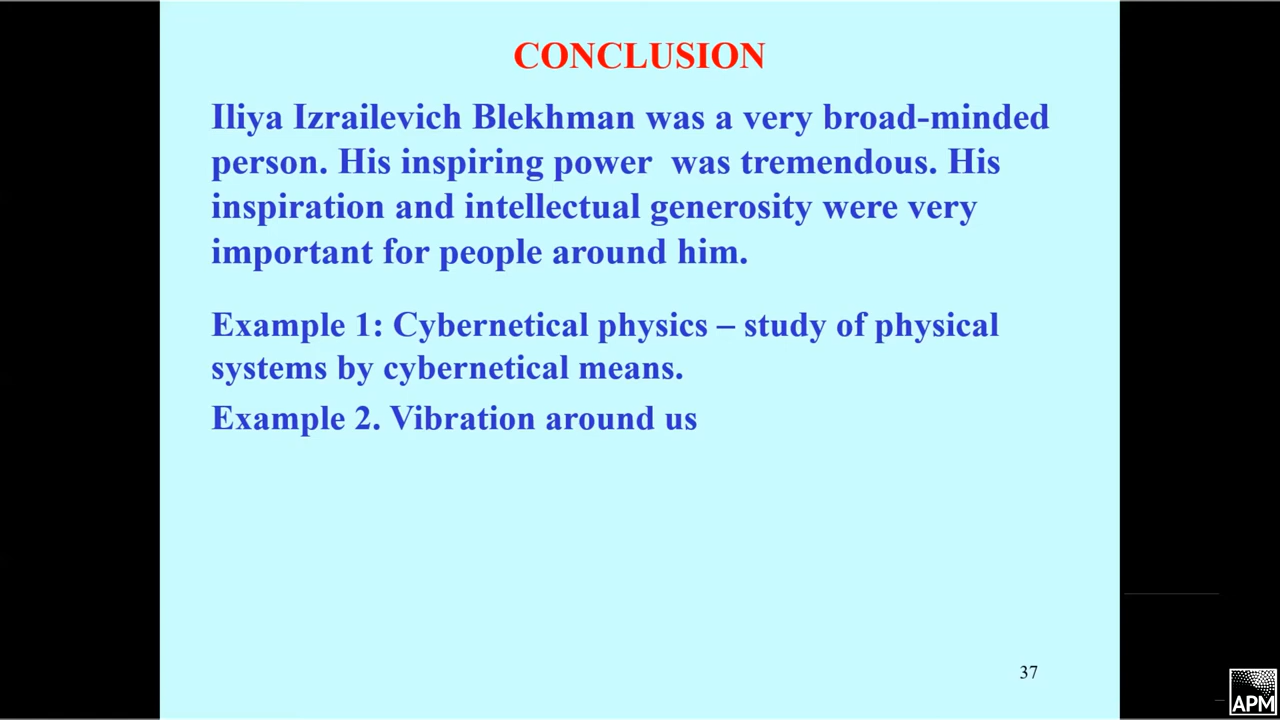 CONCLUSION
Iliya Izrailevich Blekhman was a very broad-minded
person. His inspiring power was tremendous. His
inspiration and intellectual generosity were very
important for people around him.
Example 1: Cybernetical physics – study of physical
systems by cybernetical means.
Example 2. Vibration around us
37
APM